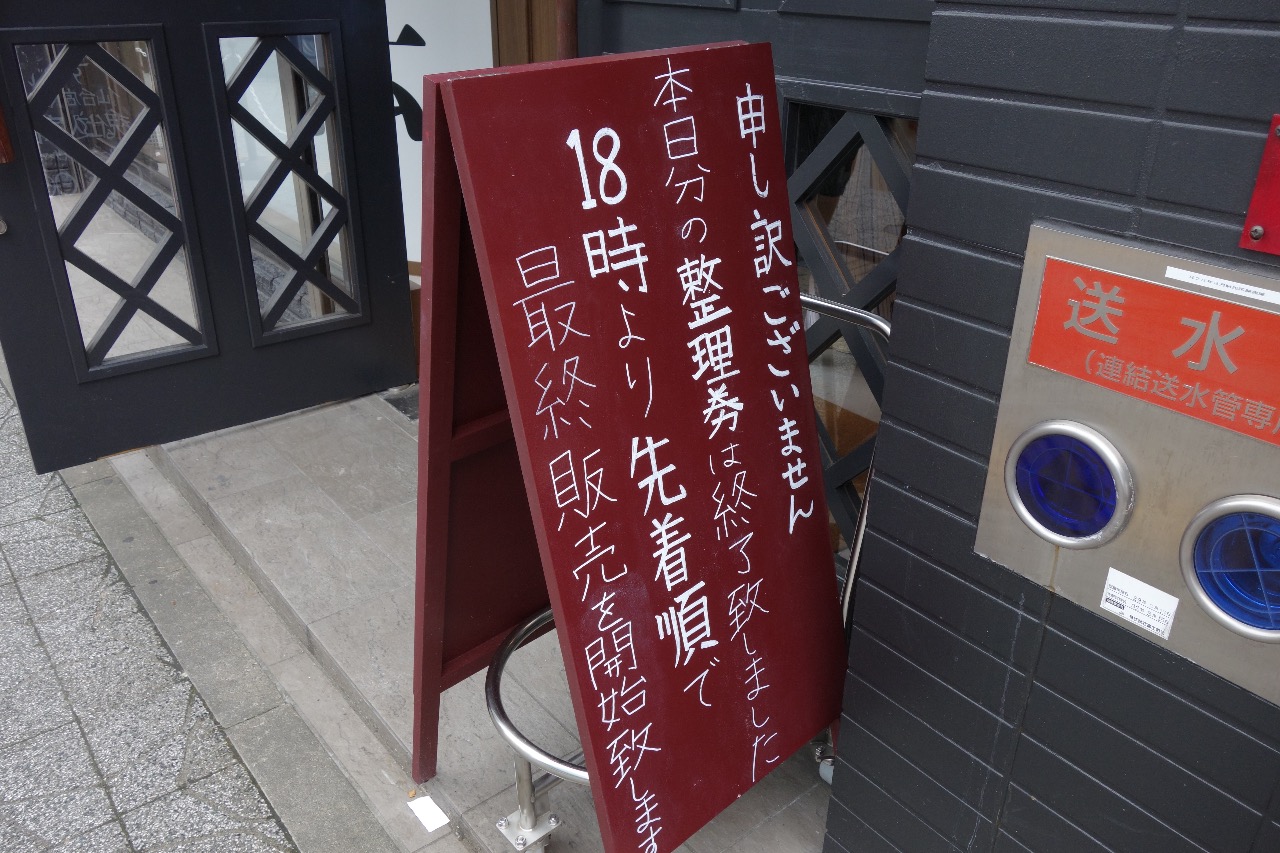 申し訳ございません
本日分の整理券は終了致しました
18時より先着順で
最終販売を開始致します
送水
(連結送水管専